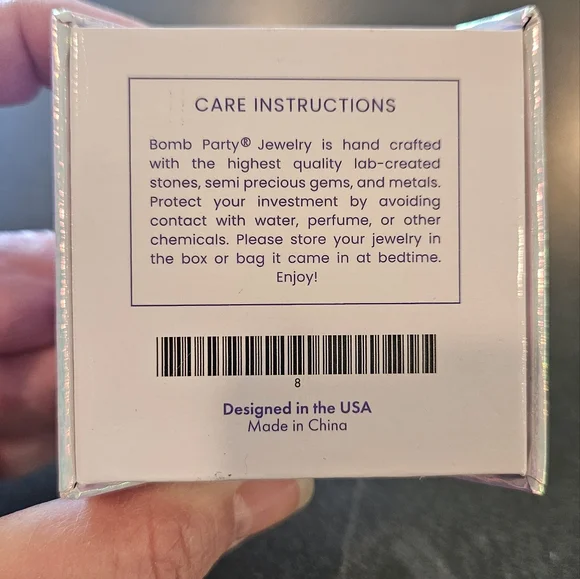 CARE INSTRUCTIONS
Bomb Party® Jewelry is hand crafted
with the highest quality lab-created
stones, semi precious gems, and metals.
Protect your investment by avoiding
contact with water, perfume, or other
chemicals. Please store your jewelry in
the box or bag it came in at bedtime.
Enjoy!
8
Designed in the USA
Made in China